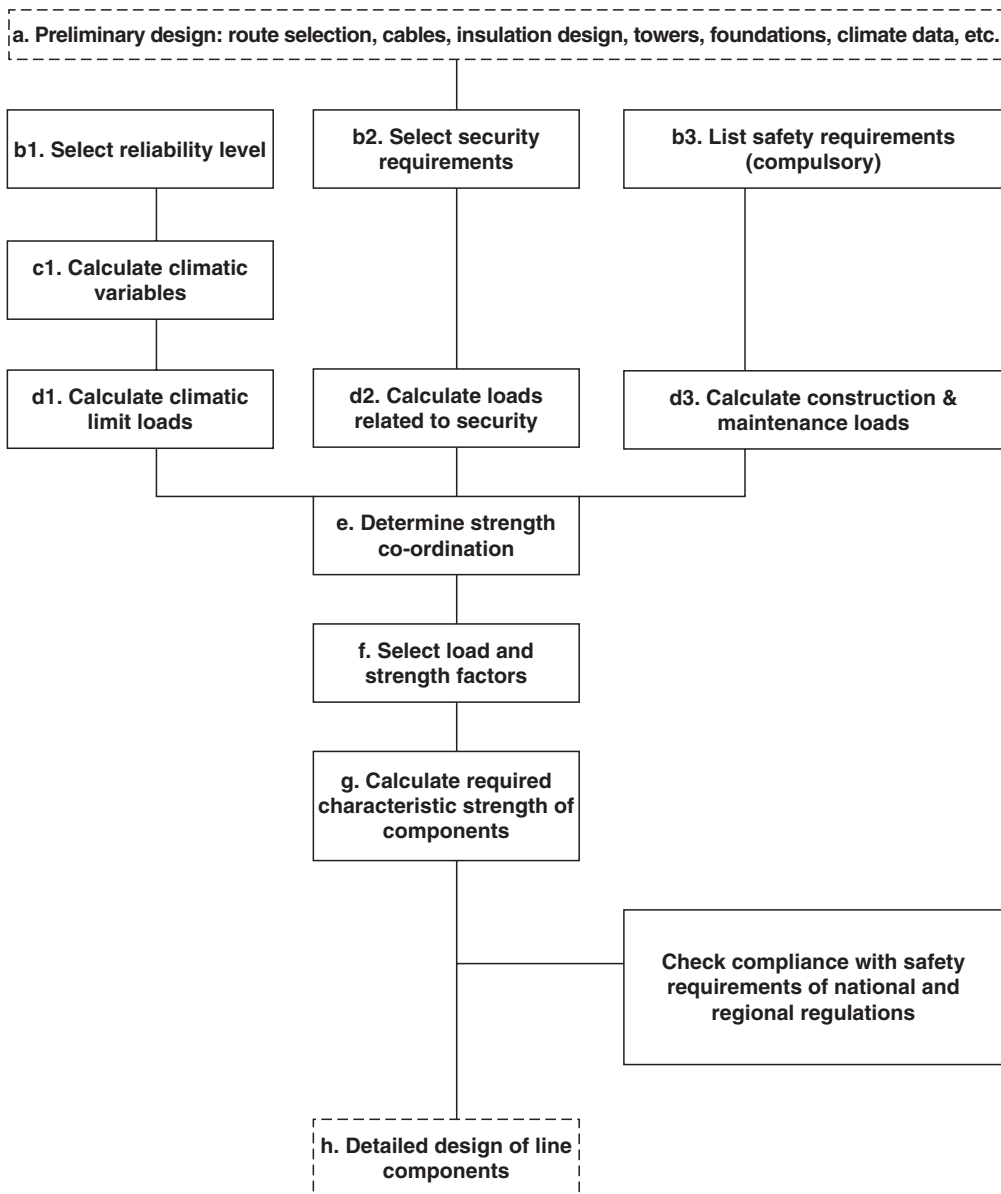 a. Preliminary design: route selection, cables, insulation design, towers, foundations, climate data, etc.
b1. Select reliability level
b2. Select security
requirements
b3. List safety requirements
(compulsory)
c1. Calculate climatic
variables
d1. Calculate climatic
limit loads
d2. Calculate loads
related to security
d3. Calculate construction &
maintenance loads
e. Determine strength
co-ordination
f. Select load and
strength factors
g. Calculate required
characteristic strength of
components
Check compliance with safety
requirements of national and
regional regulations
h. Detailed design of line
components